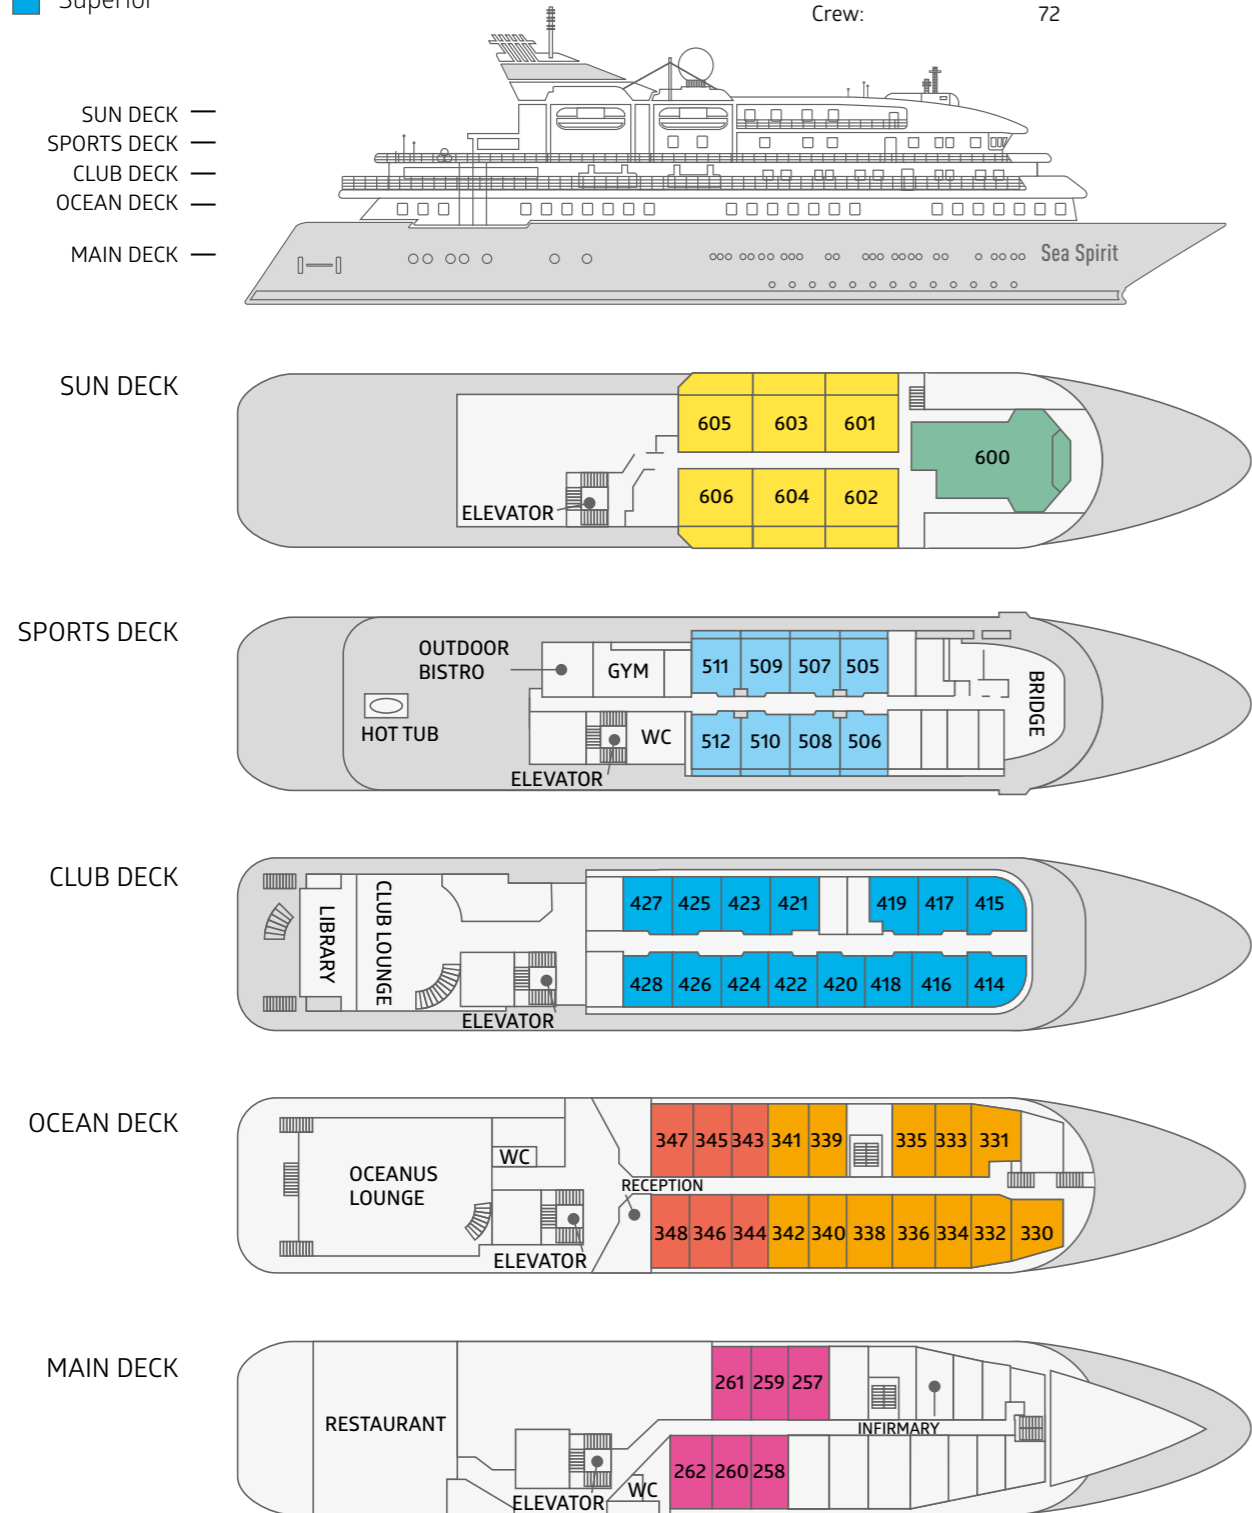 Superior
Crew: 72
SUN DECK
SPORTS DECK
CLUB DECK
OCEAN DECK
MAIN DECK
Sea Spirit
SUN DECK
605 603 601
600
606 604 602
ELEVATOR
SPORTS DECK
OUTDOOR
BISTRO
GYM
511 509 507 505
BRIDGE
HOT TUB
WC
512 510 508 506
ELEVATOR
CLUB DECK
LIBRARY
CLUB LOUNGE
427 425 423 421 419 417 415
428 426 424 422 420 418 416 414
ELEVATOR
OCEAN DECK
347 345 343 341 339 335 333 331
WC
OCEANUS
LOUNGE
RECEPTION
348 346 344 342 340 338 336 334 332 330
ELEVATOR
MAIN DECK
261 259 257
RESTAURANT
INFIRMARY
262 260 258
WC
ELEVATOR